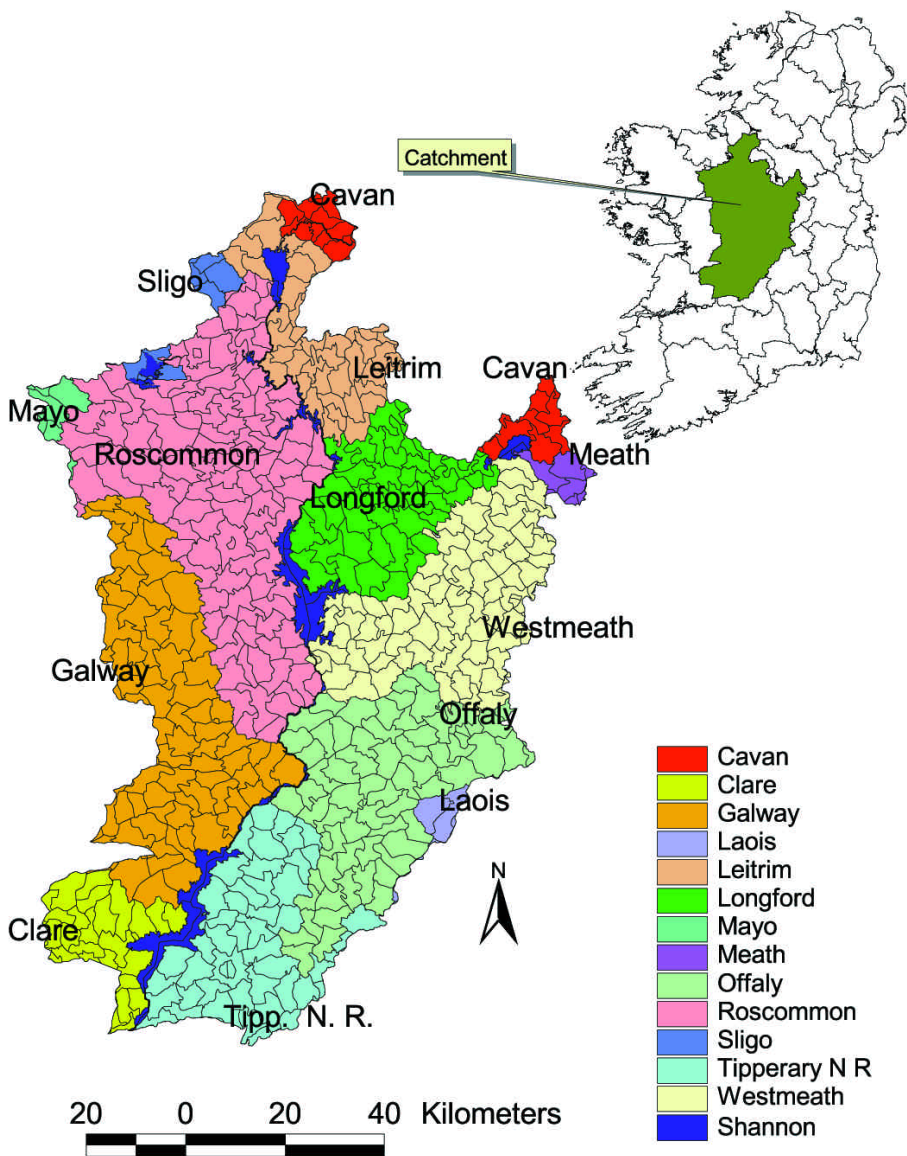 Catchment
Cavan
Sligo
Leitrim
Cavan
Mayo
Roscommon
Meath
Longford
Westmeath
Galway
Offaly
Laois
Clare
Tipp. N. R.
N
Cavan
Clare
Galway
Laois
Leitrim
Longford
Mayo
Meath
Offaly
Roscommon
Sligo
Tipperary N R
Westmeath
Shannon
20 0 20 40 Kilometers